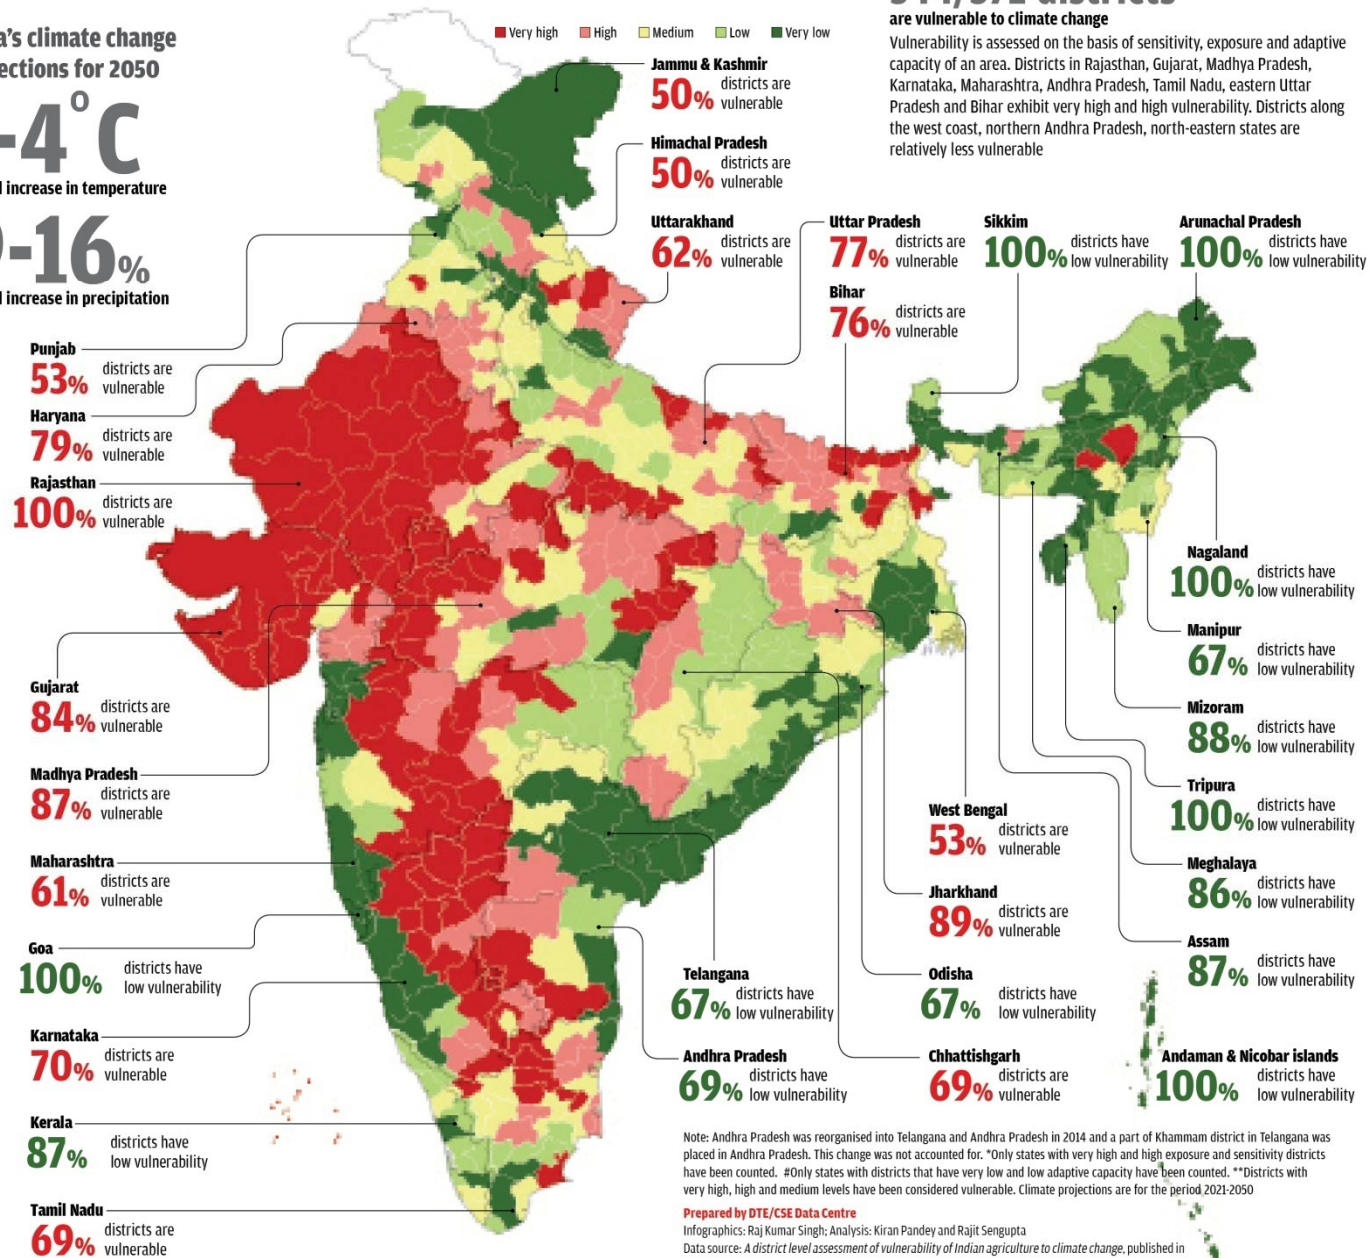 a's climate change
ections for 2050
-4°C
l increase in temperature
-16%
l increase in precipitation
Very high
High
Medium
Low
Very low
districts
are vulnerable to climate change
Vulnerability is assessed on the basis of sensitivity, exposure and adaptive
capacity of an area. Districts in Rajasthan, Gujarat, Madhya Pradesh,
Karnataka, Maharashtra, Andhra Pradesh, Tamil Nadu, eastern Uttar
Pradesh and Bihar exhibit very high and high vulnerability. Districts along
the west coast, northern Andhra Pradesh, north-eastern states are
relatively less vulnerable
Jammu & Kashmir
50% districts are
vulnerable
Himachal Pradesh
50% districts are
vulnerable
Uttarakhand
62% districts are
vulnerable
Uttar Pradesh
77% districts are
vulnerable
Bihar
76% districts are
vulnerable
Sikkim
100% districts have
low vulnerability
Arunachal Pradesh
100% districts have
low vulnerability
Punjab
53% districts are
vulnerable
Haryana
79% districts are
vulnerable
Rajasthan
100% districts are
vulnerable
Gujarat
84% districts are
vulnerable
Madhya Pradesh
87% districts are
vulnerable
Maharashtra
61% districts are
vulnerable
Goa
100% districts have
low vulnerability
Karnataka
70% districts are
vulnerable
Kerala
87% districts have
low vulnerability
Tamil Nadu
69% districts are
vulnerable
Nagaland
100% districts have
low vulnerability
Manipur
67% districts have
low vulnerability
Mizoram
88% districts have
low vulnerability
Tripura
100% districts have
low vulnerability
Meghalaya
86% districts have
low vulnerability
Assam
87% districts have
low vulnerability
West Bengal
53% districts are
vulnerable
Jharkhand
89% districts are
vulnerable
Odisha
67% districts have
low vulnerability
Chhattishgarh
69% districts are
vulnerable
Telangana
67% districts have
low vulnerability
Andhra Pradesh
69% districts have
low vulnerability
Andaman & Nicobar islands
100% districts have
low vulnerability
Note: Andhra Pradesh was reorganised into Telangana and Andhra Pradesh in 2014 and a part of Khammam district in Telangana was
placed in Andhra Pradesh. This change was not accounted for. *Only states with very high and high exposure and sensitivity districts
have been counted. #Only states with districts that have very low and low adaptive capacity have been counted. **Districts with
very high, high and medium levels have been considered vulnerable. Climate projections are for the period 2021-2050
Prepared by DTE/CSE Data Centre
Infographics: Raj Kumar Singh; Analysis: Kiran Pandey and Rajit Sengupta
Data source: A district level assessment of vulnerability of Indian agriculture to climate change, published in